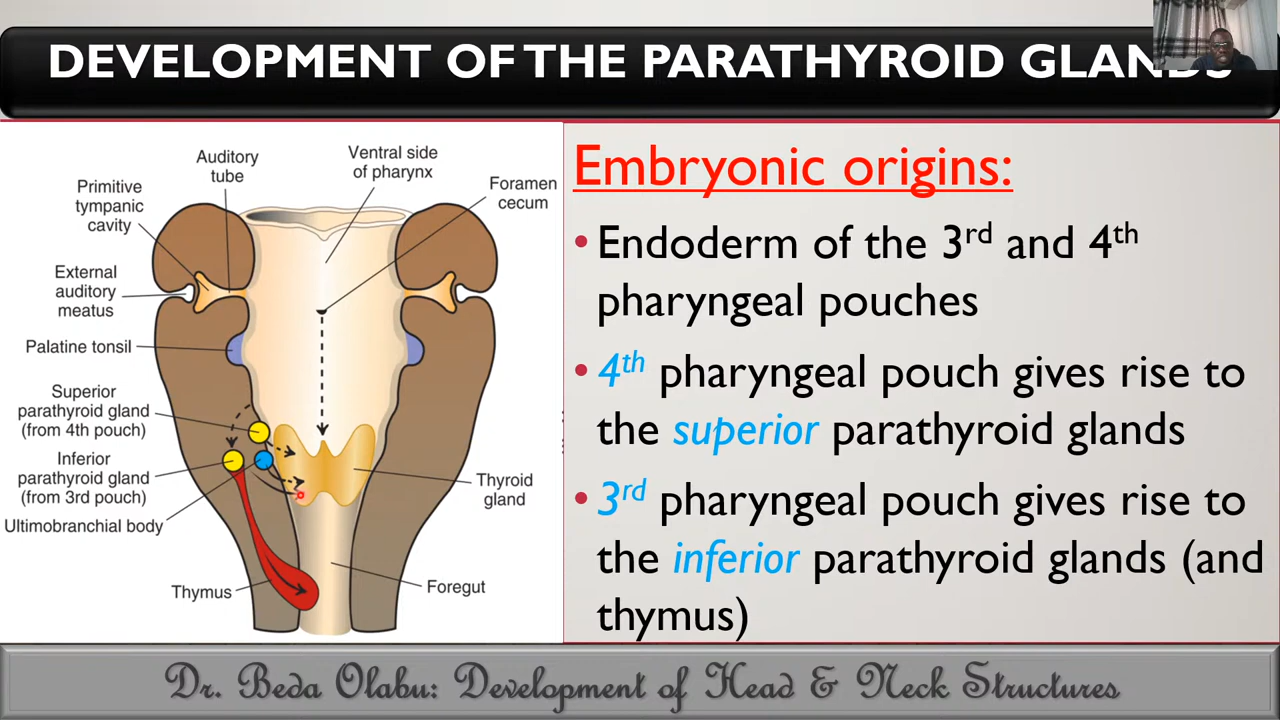 DEVELOPMENT OF THE PARATHYROID GLANDS
Auditory
tube
Ventral side
of pharynx
Primitive
tympanic
cavity
Foramen
cecum
External
auditory
meatus
Palatine tonsil
Superior
parathyroid gland
(from 4th pouch)
Inferior
parathyroid gland
(from 3rd pouch)
Ultimobranchial body
Thyroid
gland
Thymus
Foregut
Embryonic origins:
• Endoderm of the 3rd and 4th
pharyngeal pouches
• 4th pharyngeal pouch gives rise to
the superior parathyroid glands
• 3rd pharyngeal pouch gives rise to
the inferior parathyroid glands (and
thymus)
Dr. Beda Olabu: Development of Head & Neck Structures